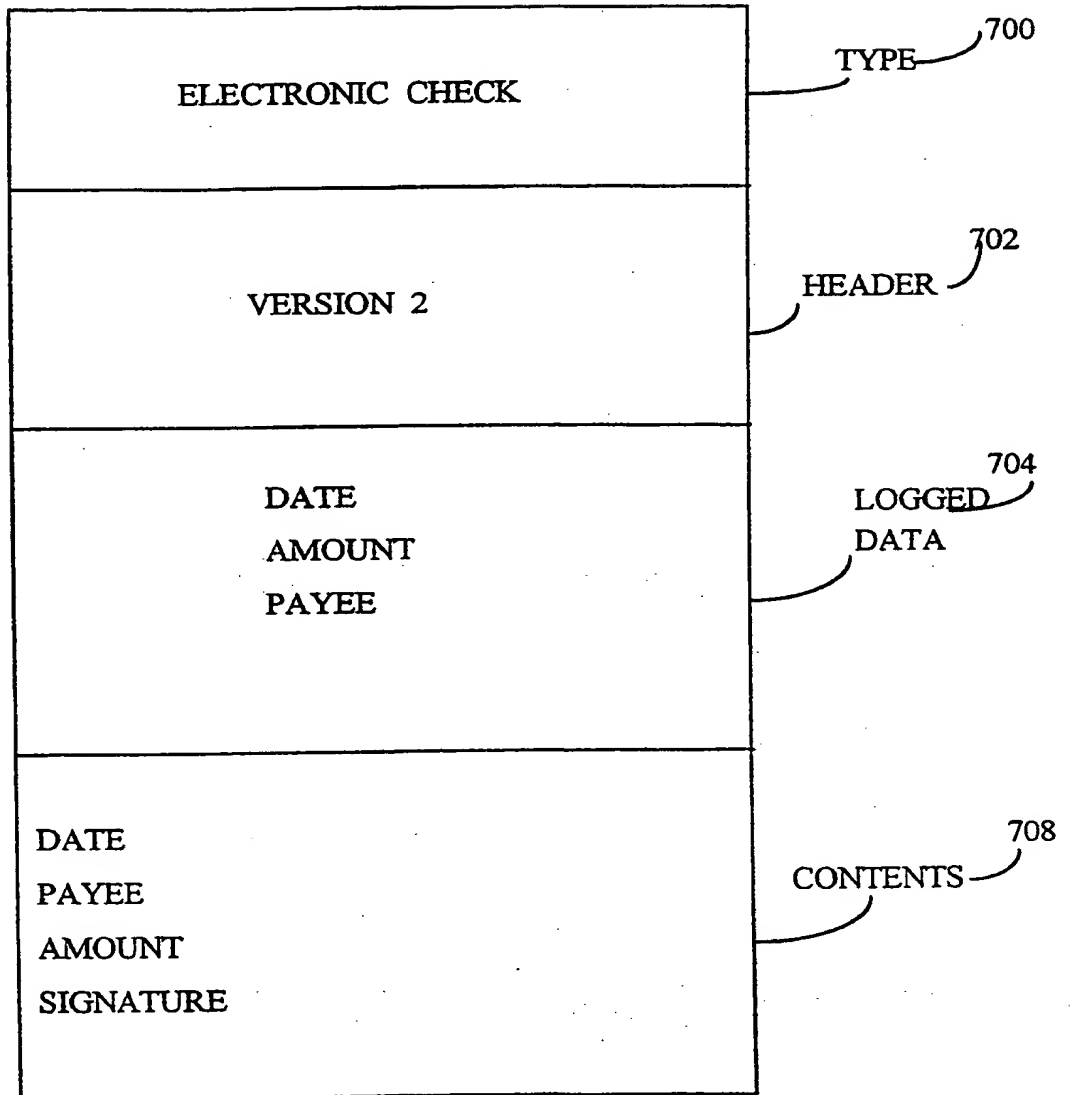 700
TYPE
ELECTRONIC CHECK
702
HEADER
VERSION 2
704
LOGGED
DATA
DATE
AMOUNT
PAYEE
708
CONTENTS
DATE
PAYEE
AMOUNT
SIGNATURE